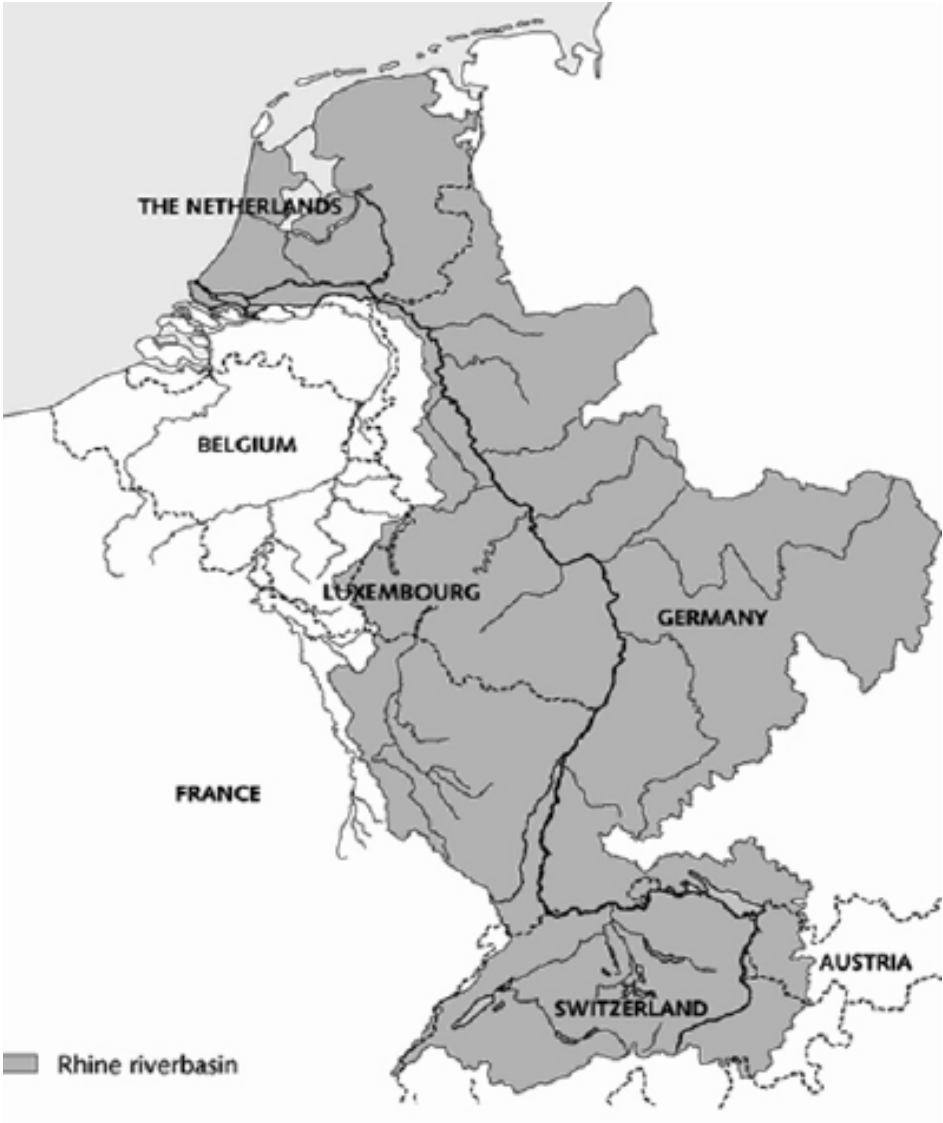 THE NETHERLANDS
BELGIUM
LUXEMBOURG
GERMANY
FRANCE
AUSTRIA
SWITZERLAND
Rhine riverbasin